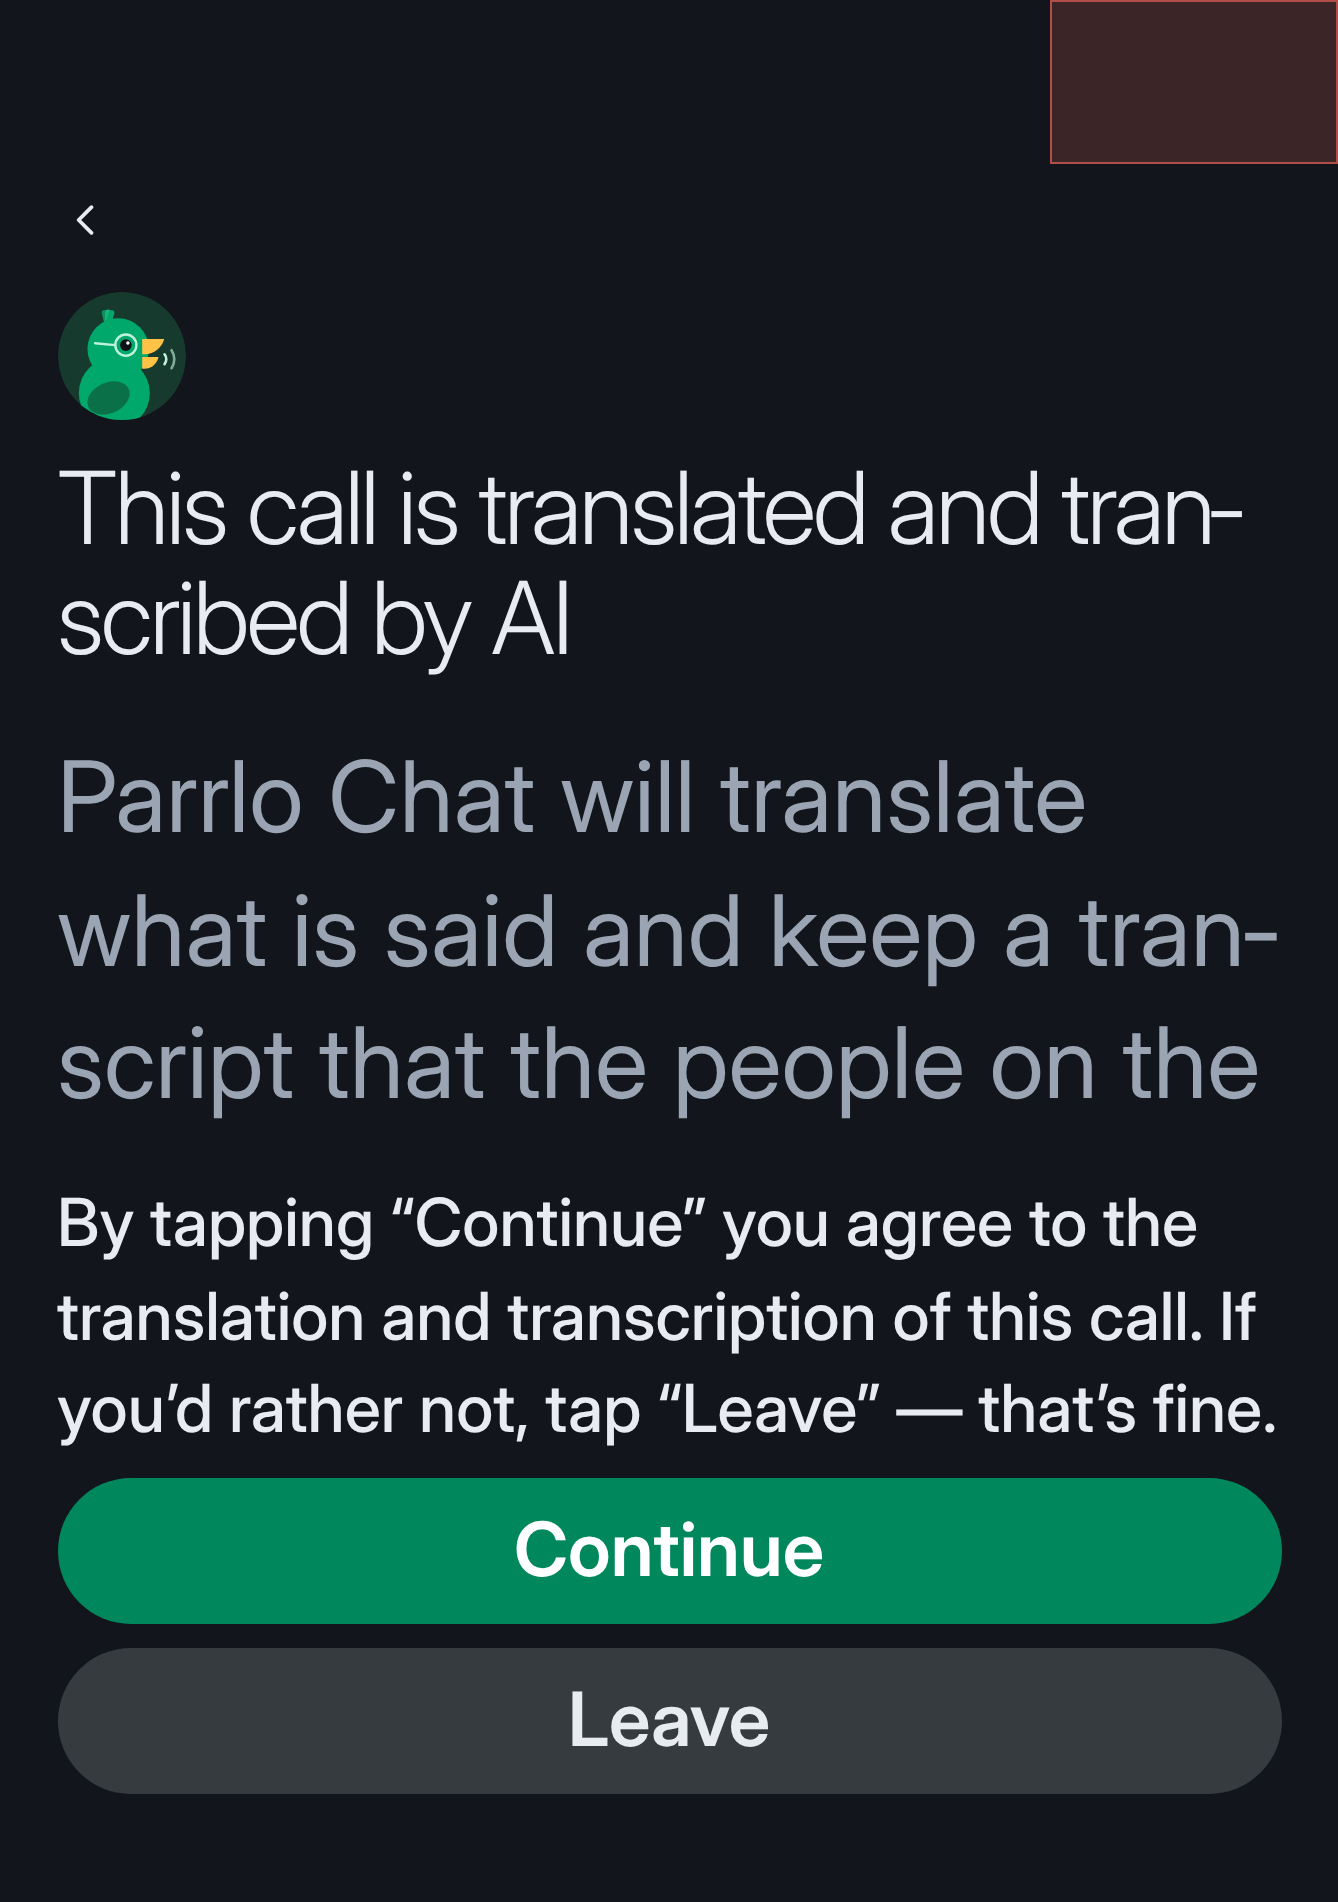 This call is translated and tran-
scribed by AI
Parrlo Chat will translate
what is said and keep a tran-
script that the people on the
By tapping “Continue” you agree to the
translation and transcription of this call. If
you’d rather not, tap “Leave” — that’s fine.
Continue
Leave